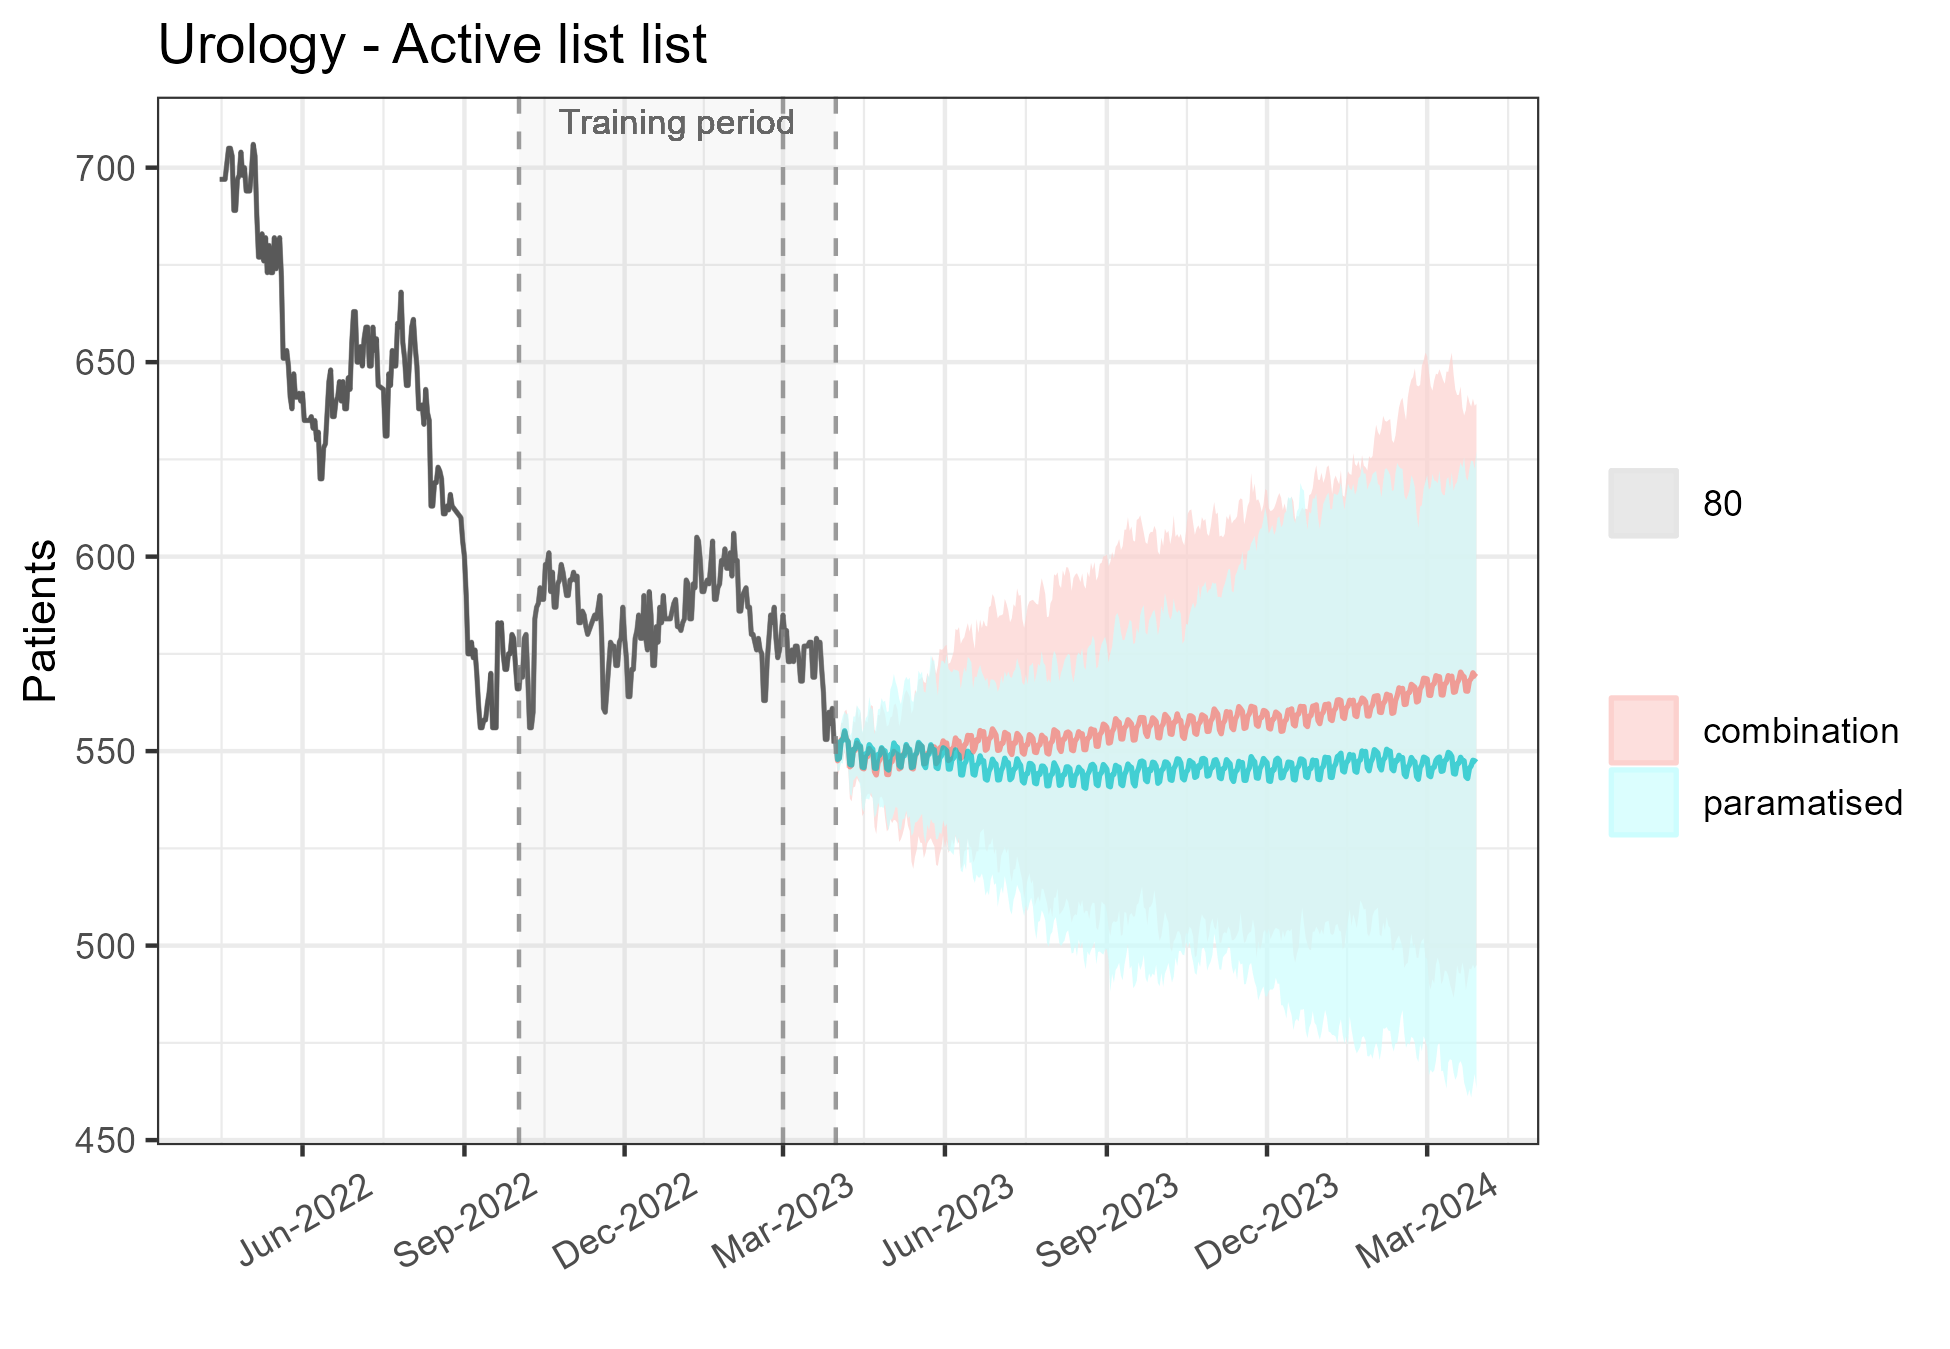 Urology - Active list list
Training period
Patients
700
650
600
550
500
450
Jun-2022
Sep-2022
Dec-2022
Mar-2023
Jun-2023
Sep-2023
Dec-2023
Mar-2024
80
combination
paramatised